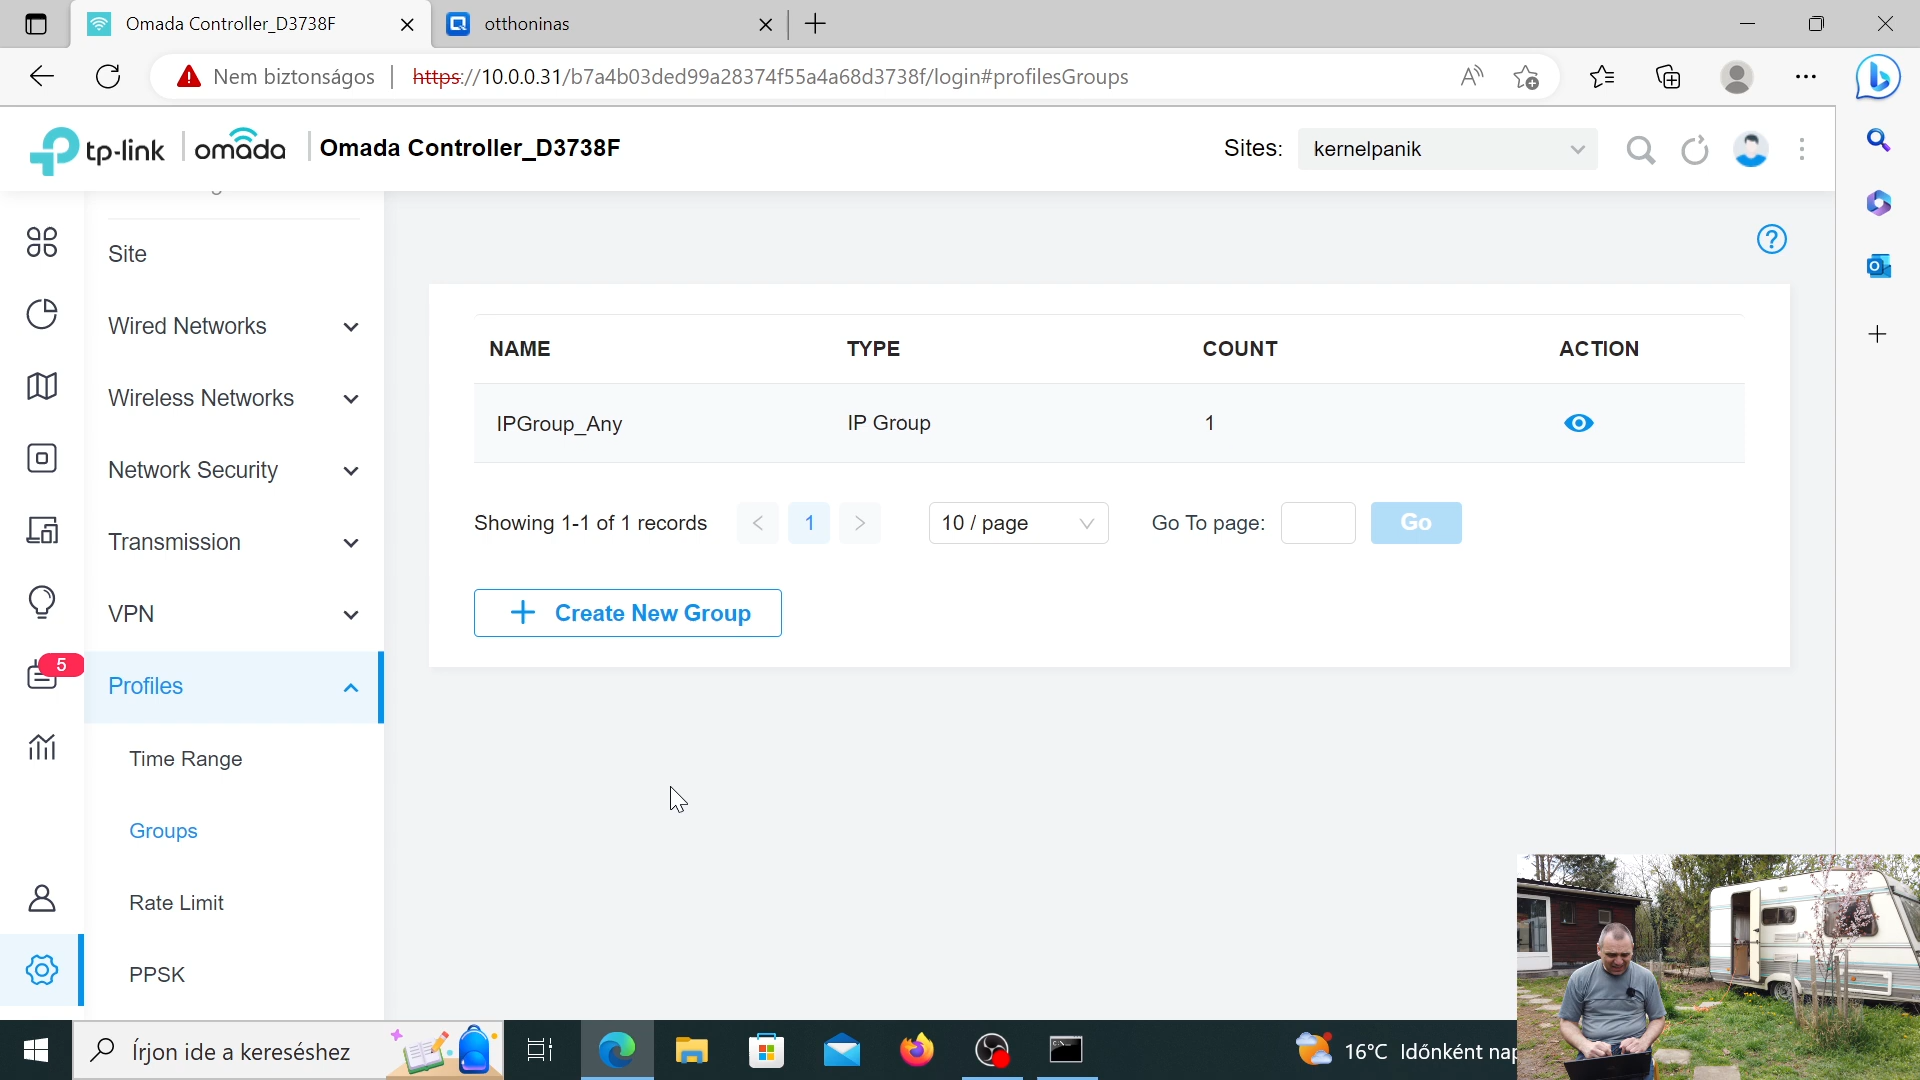 Omada Controller_D3738F
otthoninas
Nem biztonságos
https://10.0.0.31/b7a4b03ded99a28374f55a4a68d3738f/login#profilesGroups
tp-link
omada
Omada Controller_D3738F
Sites:
kernelpanik
Site
Wired Networks
Wireless Networks
Network Security
Transmission
VPN
5
Profiles
Time Range
Groups
Rate Limit
PPSK
NAME TYPE COUNT ACTION
IPGroup_Any IP Group 1
Showing 1-1 of 1 records < 1 > 10 / page Go To page: Go
+ Create New Group
Írjon ide a kereséshez
16°C Időnként